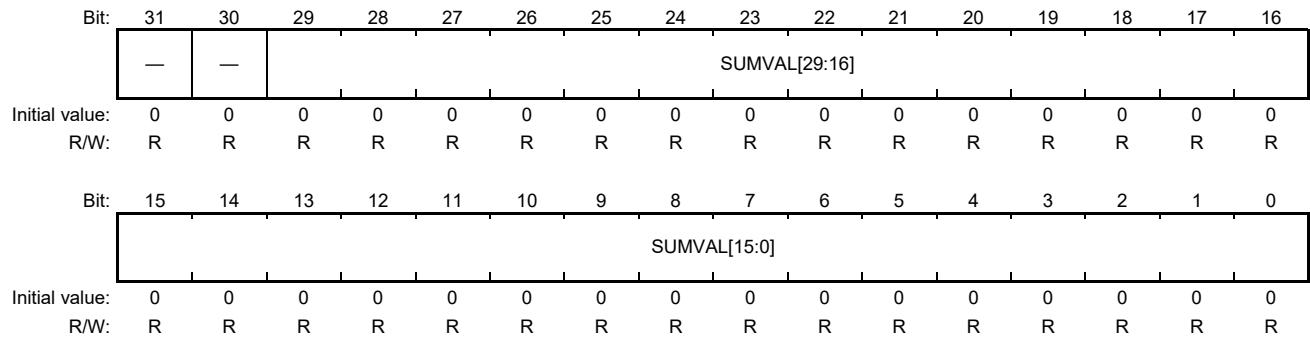 Bit: 31 30 29 28 27 26 25 24 23 22 21 20 19 18 17 16
— — SUMVAL[29:16]
Initial value: 0 0 0 0 0 0 0 0 0 0 0 0 0 0 0 0
R/W: R R R R R R R R R R R R R R R R
Bit: 15 14 13 12 11 10 9 8 7 6 5 4 3 2 1 0
SUMVAL[15:0]
Initial value: 0 0 0 0 0 0 0 0 0 0 0 0 0 0 0 0
R/W: R R R R R R R R R R R R R R R R